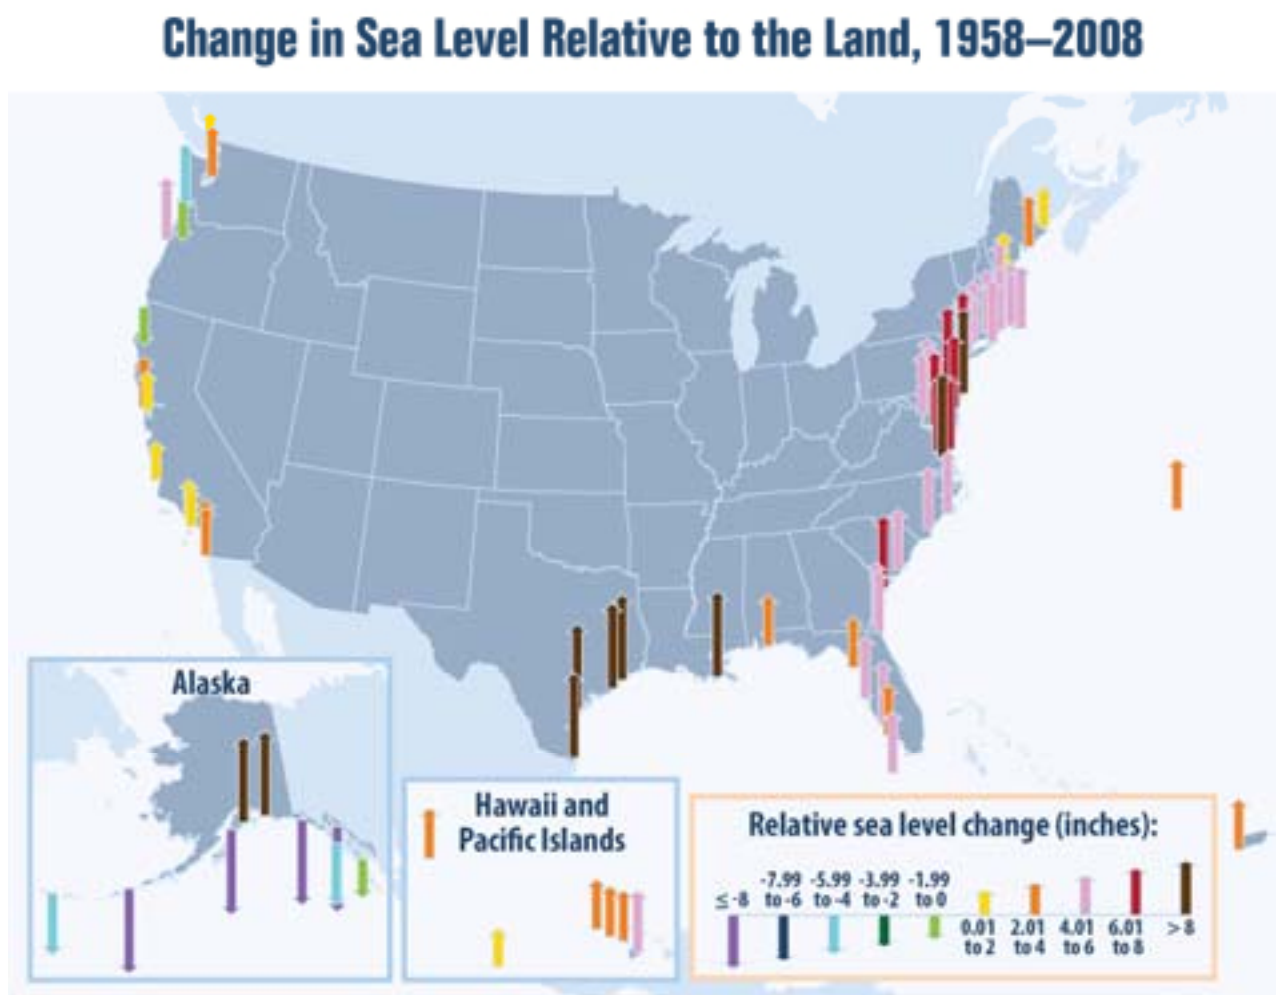 Change in Sea Level Relative to the Land, 1958–2008
Alaska
Hawaii and
Pacific Islands
Relative sea level change (inches):
-7.99 -5.99 -3.99 -1.99
≤ -8 to -6 to -4 to -2 to 0
0.01 2.01 4.01 6.01 > 8
to 2 to 4 to 6 to 8